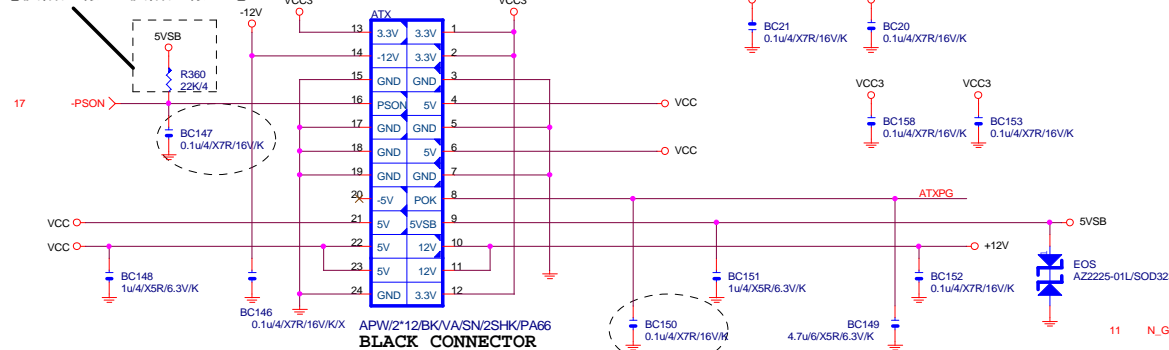 VCC3
VCC3
-12V
ATX
5VSB
R360
22K/4
17
-PSON
BC147
0.1u/4/X7R/16V/K
13 3.3V 3.3V 1
14 -12V 3.3V 2
15 GND GND 3
16 PSON 5V 4
17 GND GND 5
18 GND 5V 6
19 GND GND 7
20 -5V POK 8
21 5V 5VSB 9
22 5V 12V 10
23 5V 12V 11
24 GND 3.3V 12
VCC
VCC
ATXPG
5VSB
+12V
VCC
VCC
BC148
1u/4/X5R/6.3V/K
BC146
0.1u/4/X7R/16V/K/X
APW/2*12/BK/VA/SN/2SHK/PA66
BLACK CONNECTOR
BC151
1u/4/X5R/6.3V/K
BC152
0.1u/4/X7R/16V/K
BC150
0.1u/4/X7R/16V/K
BC149
4.7u/6/X5R/6.3V/K
EOS
AZ2225-01L/SOD32
BC21
0.1u/4/X7R/16V/K
BC20
0.1u/4/X7R/16V/K
VCC3
BC158
0.1u/4/X7R/16V/K
VCC3
BC153
0.1u/4/X7R/16V/K
11 N_G